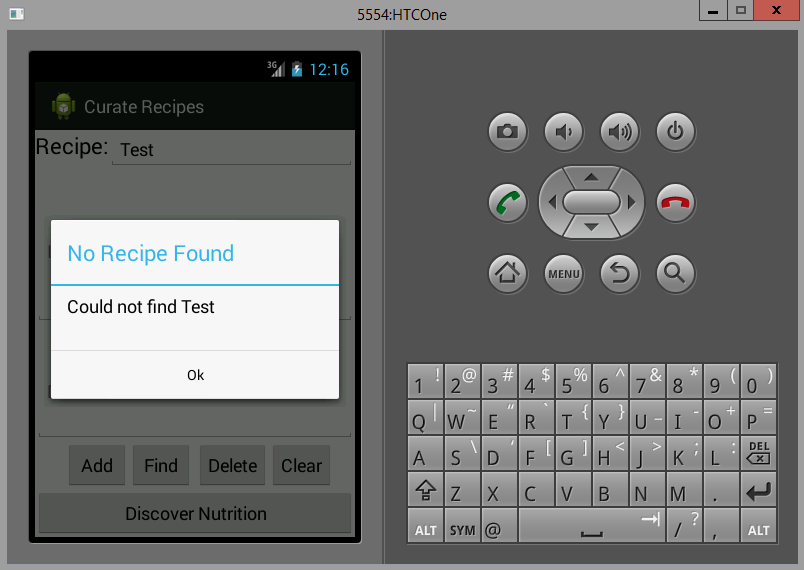 5554:HTCOne
3G 12:16
Curate Recipes
Recipe: Test
No Recipe Found
Could not find Test
Ok
Add Find Delete Clear
Discover Nutrition
MENU
1 ! 2 @ 3 # 4 $ 5 % 6 ^ 7 & 8 * 9 ( 0 )
Q | W ~ E “ R ` T { Y } U _ I - O + P =
A S \ D ‘ F [ G ] H < J > K ; L : DEL
Z X C V B N M .
ALT SYM @ / ? , ALT